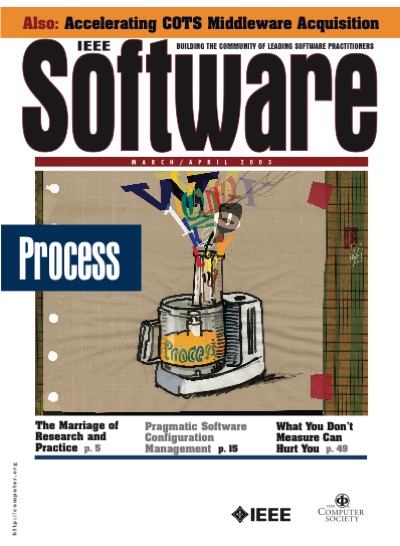 Also: Accelerating COTS Middleware Acquisition
IEEE
BUILDING THE COMMUNITY OF LEADING SOFTWARE PRACTITIONERS
Software
MARCH/APRIL 2003
Process
Process
The Marriage of
Research and
Practice p. 5
Pragmatic Software
Configuration
Management p. 15
What You Don't
Measure Can
Hurt You p. 49
http://computer.org
IEEE
THE
COMPUTER
SOCIETY